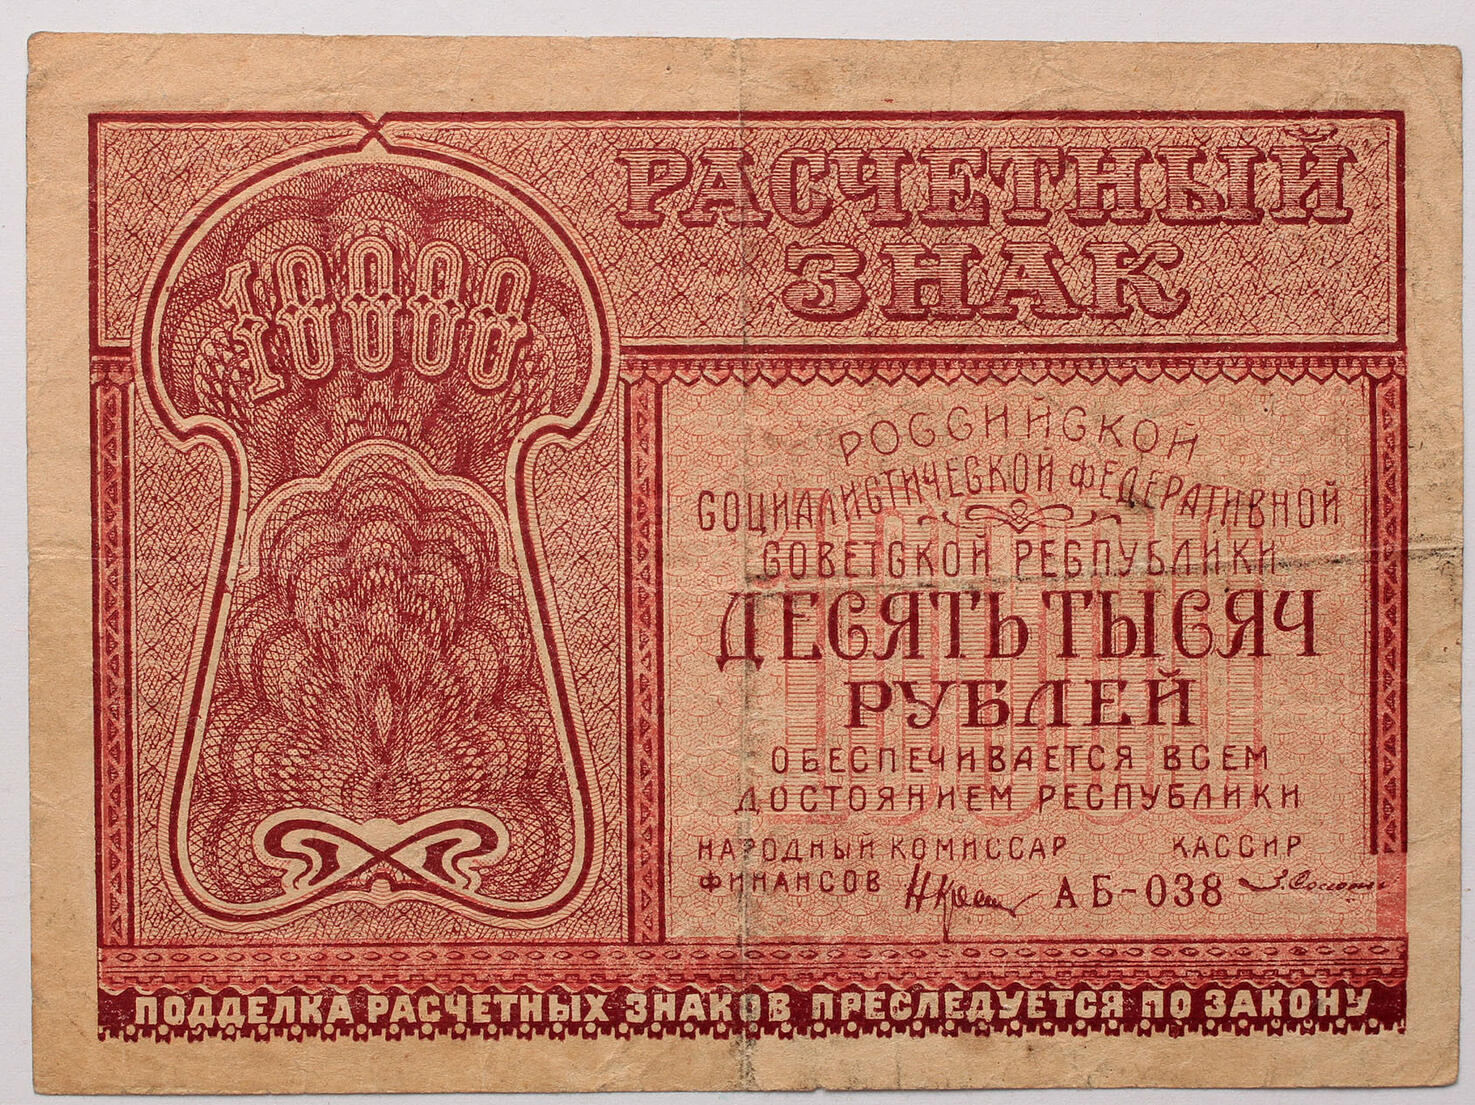 РАСЧЕТНЫЙ
ЗНАК
10000
РОССИЙСКОЙ
СОЦИАЛИСТИЧЕСКОЙ ФЕДЕРАТИВНОЙ
СОВЕТСКОЙ РЕСПУБЛИКИ
ДЕСЯТЬ ТЫСЯЧ
РУБЛЕЙ
ОБЕСПЕЧИВАЕТСЯ ВСЕМ
ДОСТОЯНИЕМ РЕСПУБЛИКИ
НАРОДНЫЙ КОМИССАР КАССИР
ФИНАНСОВ АБ-038
ПОДДЕЛКА РАСЧЕТНЫХ ЗНАКОВ ПРЕСЛЕДУЕТСЯ ПО ЗАКОНУ